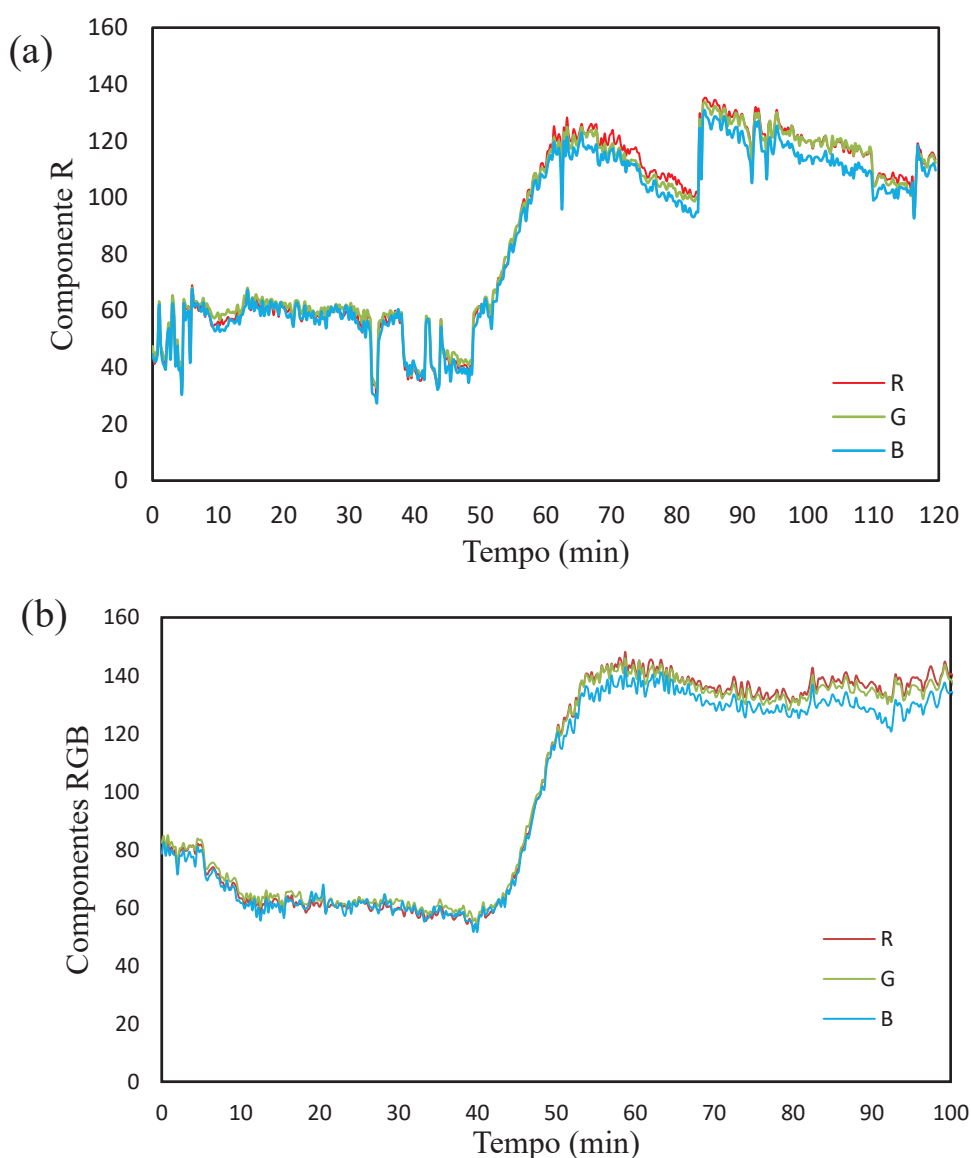 (a)
Componente R
160
140
120
100
80
60
40
20
0
R
G
B
0 10 20 30 40 50 60 70 80 90 100 110 120
Tempo (min)
(b)
Componentes RGB
160
140
120
100
80
60
40
20
0
R
G
B
0 10 20 30 40 50 60 70 80 90 100
Tempo (min)